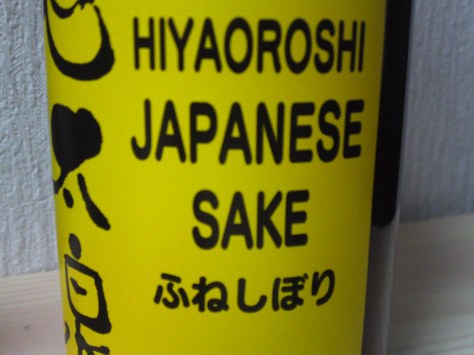 HIYAOROSHI
JAPANESE
SAKE
ふねしぼり